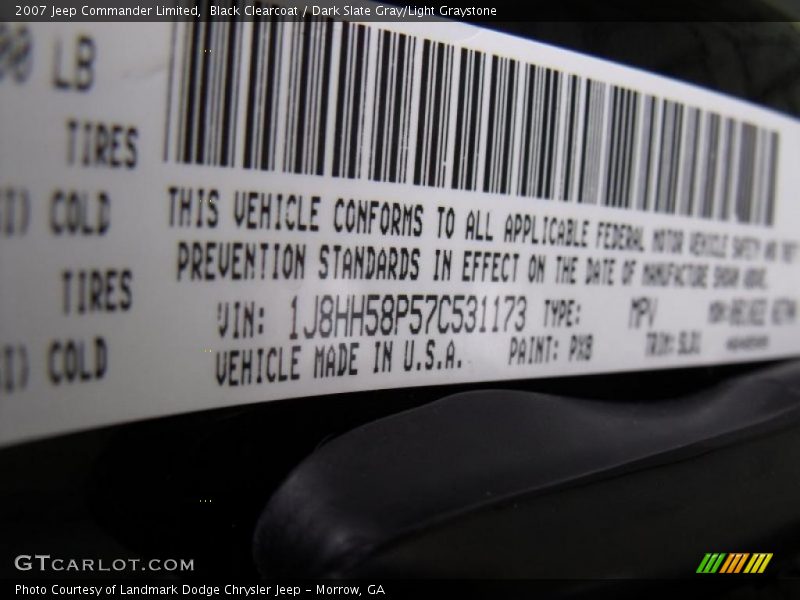 2007 Jeep Commander Limited, Black Clearcoat / Dark Slate Gray/Light Graystone
LB
TIRES
THIS VEHICLE CONFORMS TO ALL APPLICABLE FEDERAL MOTOR VEHICLE SAFETY AND
COLD
PREVENTION STANDARDS IN EFFECT ON THE DATE OF MANUFACTURE SHOWN ABOVE.
TIRES
VIN: 1J8HH58P57C531173 TYPE: MPV
COLD
VEHICLE MADE IN U.S.A. PAINT: PX8 TRIM:
GTCARLOT.COM
Photo Courtesy of Landmark Dodge Chrysler Jeep – Morrow, GA